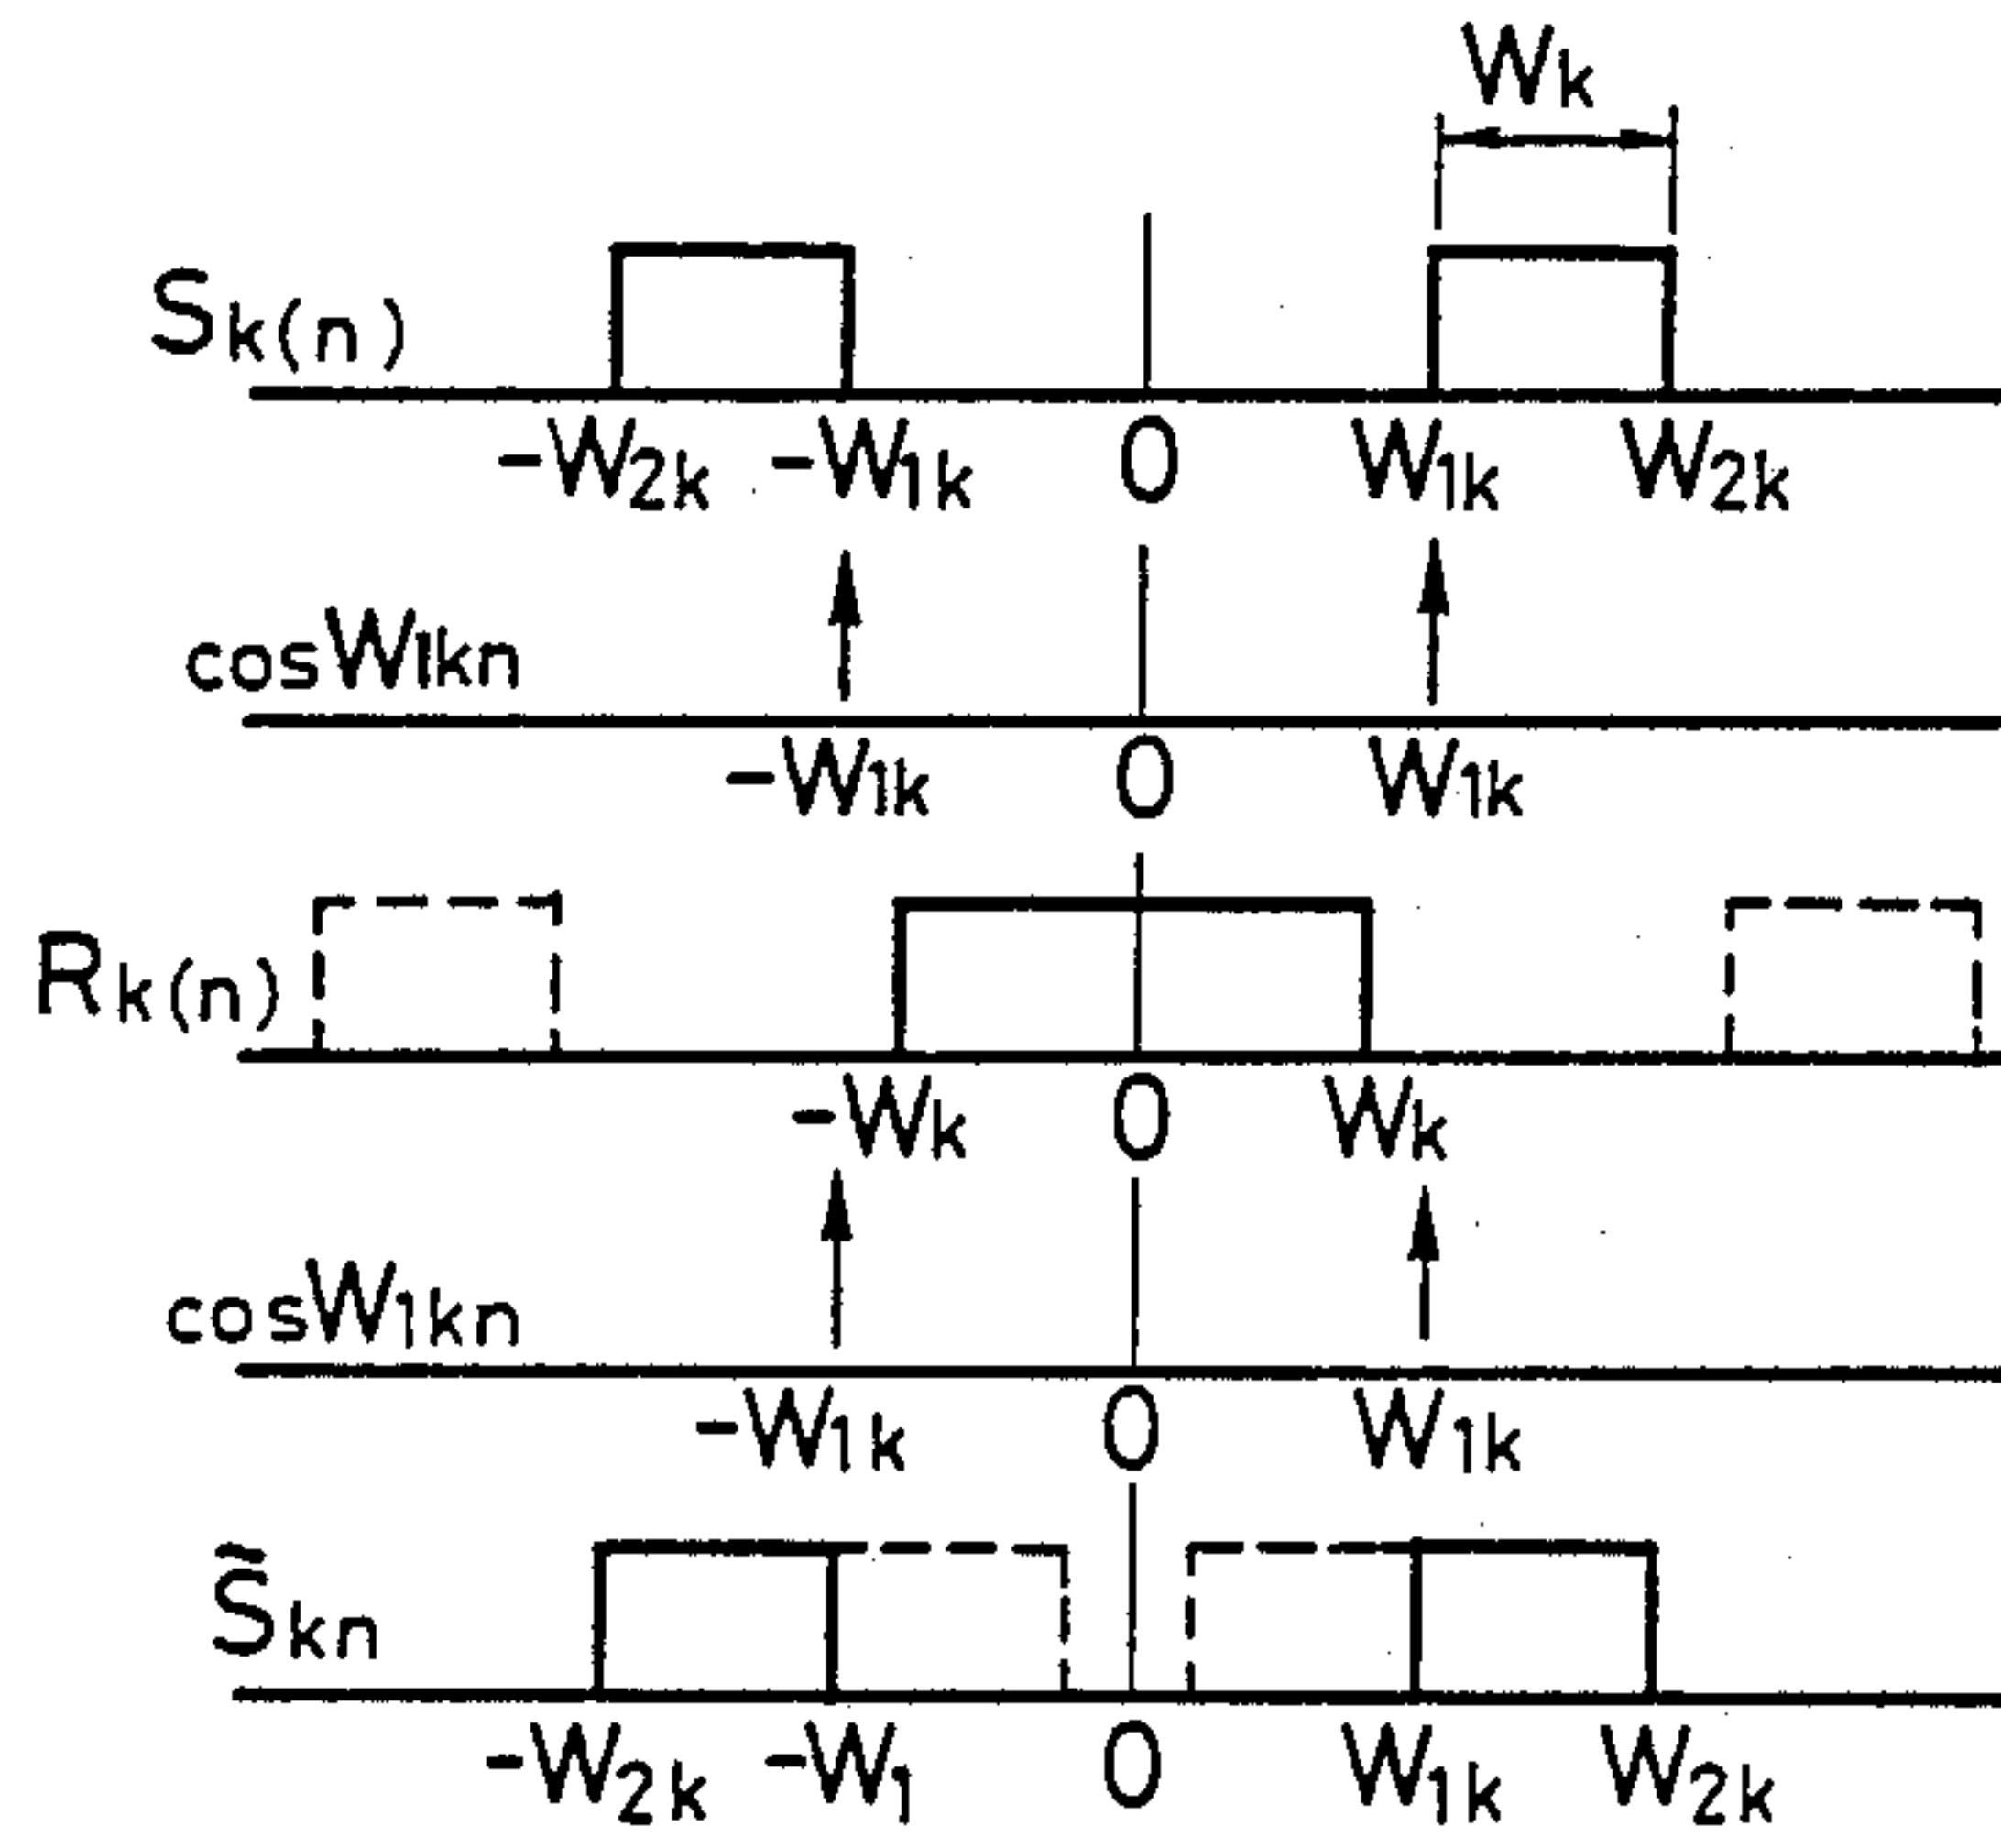 Wk
Sk(n)
-W2k -W1k 0 W1k W2k
cosW1kn
-W1k 0 W1k
Rk(n)
-Wk 0 Wk
cosW1kn
-W1k 0 W1k
S̃kn
-W2k -W1 0 W1k W2k